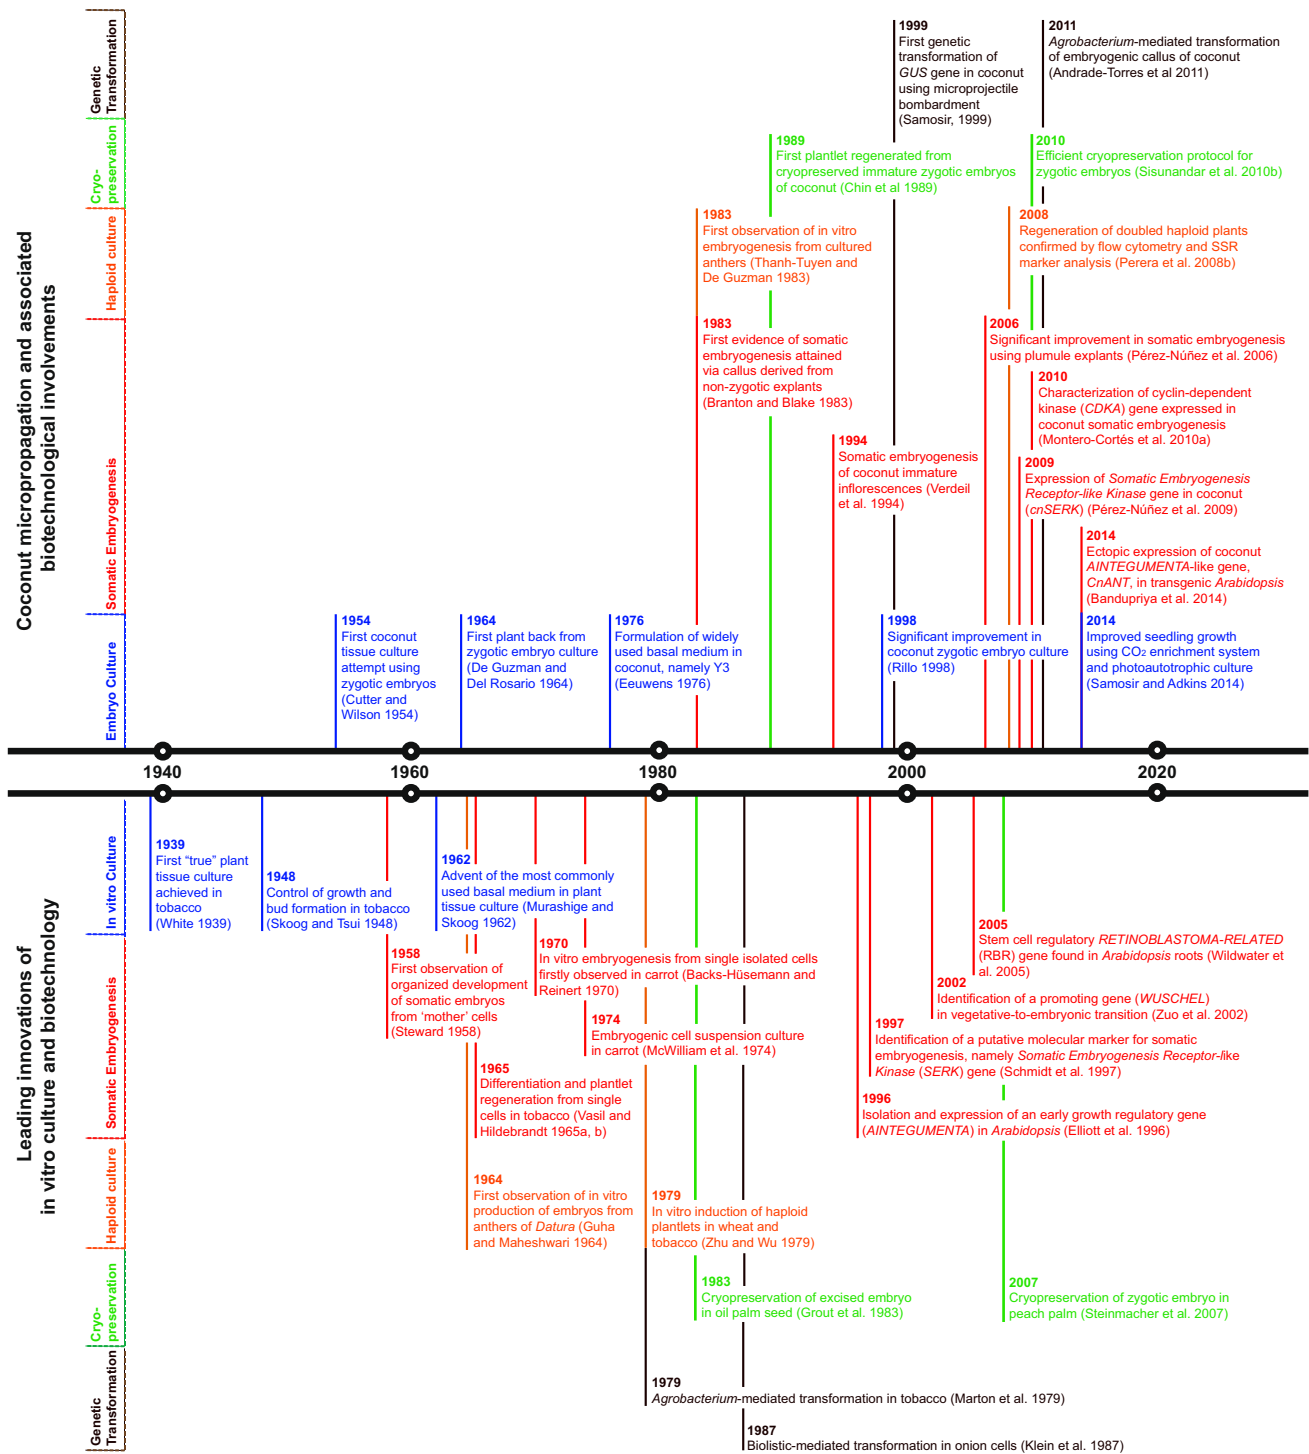 Coconut micropropagation and associated
biotechnological involvements
Genetic
Transformation
1999
First genetic
transformation of
GUS gene in coconut
using microprojectile
bombardment
(Samosir, 1999)
2011
Agrobacterium-mediated transformation
of embryogenic callus of coconut
(Andrade-Torres et al 2011)
Cryo-
preservation
1989
First plantlet regenerated from
cryopreserved immature zygotic embryos
of coconut (Chin et al 1989)
2010
Efficient cryopreservation protocol for
zygotic embryos (Sisunandar et al. 2010b)
Haploid culture
1983
First observation of in vitro
embryogenesis from cultured
anthers (Thanh-Tuyen and
De Guzman 1983)
2008
Regeneration of doubled haploid plants
confirmed by flow cytometry and SSR
marker analysis (Perera et al. 2008b)
Somatic Embryogenesis
1983
First evidence of somatic
embryogenesis attained
via callus derived from
non-zygotic explants
(Branton and Blake 1983)
2006
Significant improvement in somatic embryogenesis
using plumule explants (Pérez-Núñez et al. 2006)
2010
Characterization of cyclin-dependent
kinase (CDKA) gene expressed in
coconut somatic embryogenesis
(Montero-Cortés et al. 2010a)
1994
Somatic embryogenesis
of coconut immature
inflorescences (Verdeil
et al. 1994)
2009
Expression of Somatic Embryogenesis
Receptor-like Kinase gene in coconut
(cnSERK) (Pérez-Núñez et al. 2009)
2014
Ectopic expression of coconut
AINTEGUMENTA-like gene,
CnANT, in transgenic Arabidopsis
(Bandupriya et al. 2014)
Embryo Culture
1954
First coconut
tissue culture
attempt using
zygotic embryos
(Cutter and
Wilson 1954)
1964
First plant back from
zygotic embryo culture
(De Guzman and
Del Rosario 1964)
1976
Formulation of widely
used basal medium in
coconut, namely Y3
(Eeuwens 1976)
1998
Significant improvement in
coconut zygotic embryo culture
(Rillo 1998)
2014
Improved seedling growth
using CO2 enrichment system
and photoautotrophic culture
(Samosir and Adkins 2014)
1940 1960 1980 2000 2020
Leading innovations of
in vitro culture and biotechnology
In vitro Culture
1939
First “true” plant
tissue culture
achieved in
tobacco
(White 1939)
1948
Control of growth and
bud formation in tobacco
(Skoog and Tsui 1948)
1962
Advent of the most commonly
used basal medium in plant
tissue culture (Murashige and
Skoog 1962)
Somatic Embryogenesis
2005
Stem cell regulatory RETINOBLASTOMA-RELATED
(RBR) gene found in Arabidopsis roots (Wildwater et
al. 2005)
1958
First observation of
organized development
of somatic embryos
from ‘mother’ cells
(Steward 1958)
1970
In vitro embryogenesis from single isolated cells
firstly observed in carrot (Backs-Hüsemann and
Reinert 1970)
2002
Identification of a promoting gene (WUSCHEL)
in vegetative-to-embryonic transition (Zuo et al. 2002)
1974
Embryogenic cell suspension culture
in carrot (McWilliam et al. 1974)
1997
Identification of a putative molecular marker for somatic
embryogenesis, namely Somatic Embryogenesis Receptor-like
Kinase (SERK) gene (Schmidt et al. 1997)
1965
Differentiation and plantlet
regeneration from single
cells in tobacco (Vasil and
Hildebrandt 1965a, b)
1996
Isolation and expression of an early growth regulatory gene
(AINTEGUMENTA) in Arabidopsis (Elliott et al. 1996)
Haploid culture
1964
First observation of in vitro
production of embryos from
anthers of Datura (Guha
and Maheshwari 1964)
1979
In vitro induction of haploid
plantlets in wheat and
tobacco (Zhu and Wu 1979)
Cryo-
preservation
1983
Cryopreservation of excised embryo
in oil palm seed (Grout et al. 1983)
2007
Cryopreservation of zygotic embryo in
peach palm (Steinmacher et al. 2007)
Genetic
Transformation
1979
Agrobacterium-mediated transformation in tobacco (Marton et al. 1979)
1987
Biolistic-mediated transformation in onion cells (Klein et al. 1987)